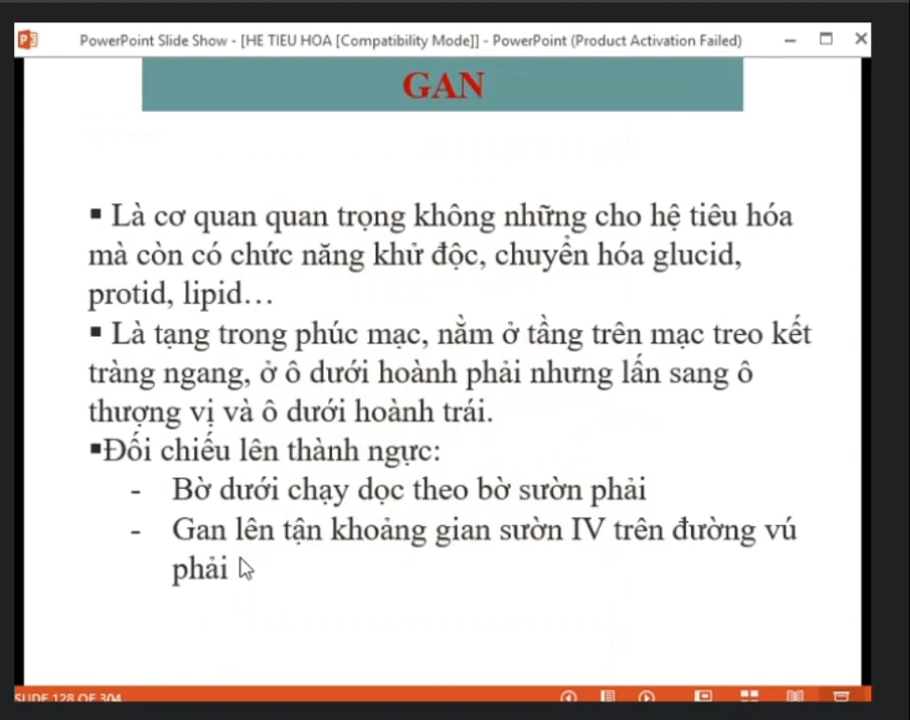 PowerPoint Slide Show - [HE TIEU HOA [Compatibility Mode]] - PowerPoint (Product Activation Failed)
GAN
▪ Là cơ quan quan trọng không những cho hệ tiêu hóa
mà còn có chức năng khử độc, chuyển hóa glucid,
protid, lipid…
▪ Là tạng trong phúc mạc, nằm ở tầng trên mạc treo kết
tràng ngang, ở ô dưới hoành phải nhưng lấn sang ô
thượng vị và ô dưới hoành trái.
▪Đối chiếu lên thành ngực:
- Bờ dưới chạy dọc theo bờ sườn phải
- Gan lên tận khoảng gian sườn IV trên đường vú
phải
SLIDE 128 OF 304